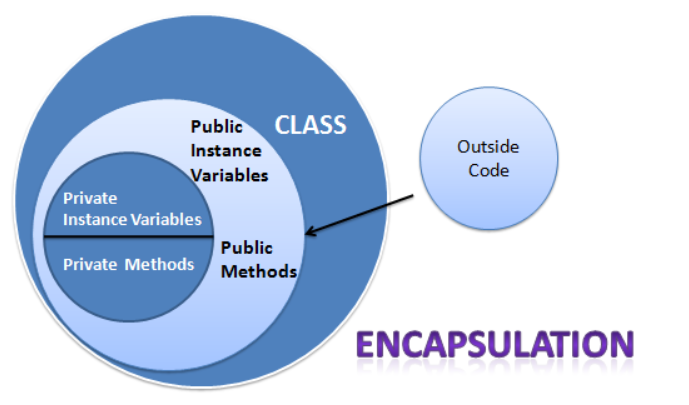 CLASS
Public
Instance
Variables
Private
Instance Variables
Private Methods
Public
Methods
Outside
Code
ENCAPSULATION